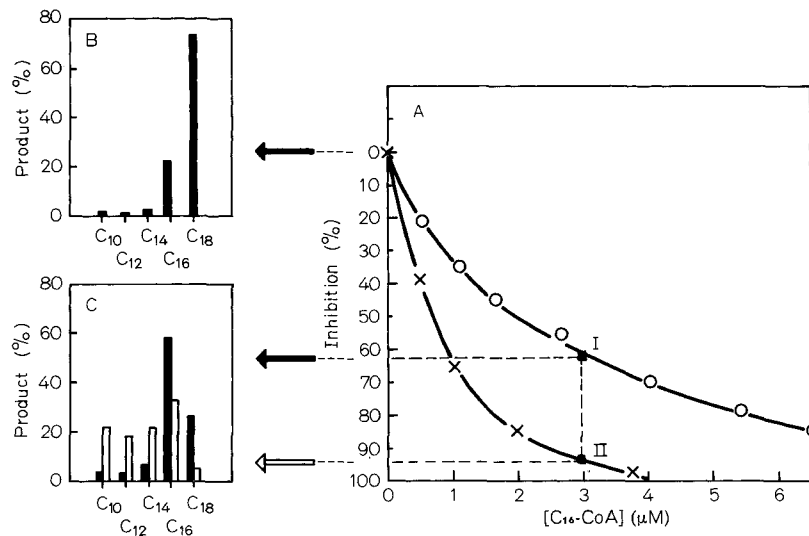 B
Product (%)
80
60
40
20
0
C₁₀ C₁₄ C₁₈
C₁₂ C₁₆
C
Product (%)
80
60
40
20
0
C₁₀ C₁₄ C₁₈
C₁₂ C₁₆
A
Inhibition (%)
0
10
20
30
40
50
60
70
80
90
100
I
II
0 1 2 3 4 5 6
[C₁₆-CoA] (μM)